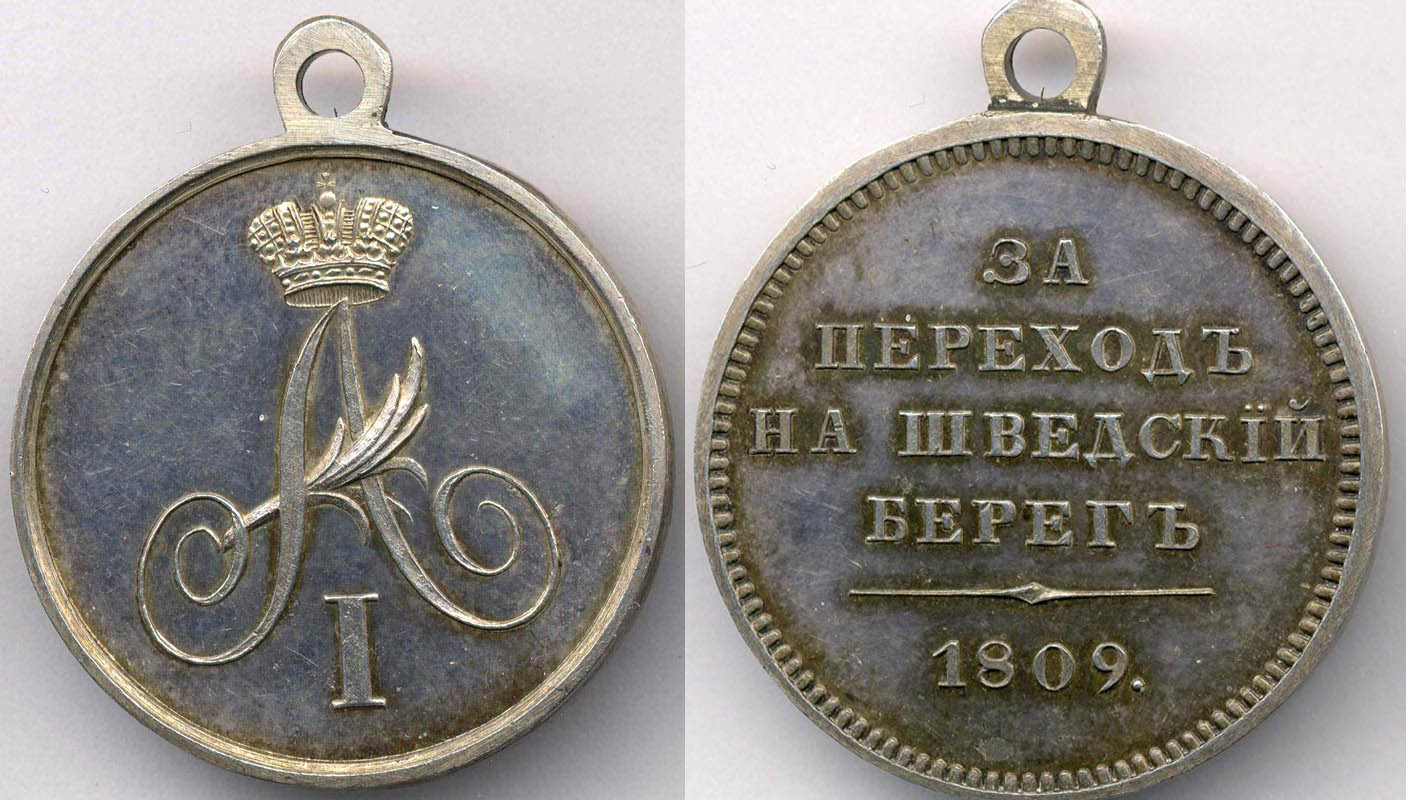 А
I
ЗА
ПЕРЕХОДЪ
НА ШВЕДСКІЙ
БЕРЕГЪ
1809.